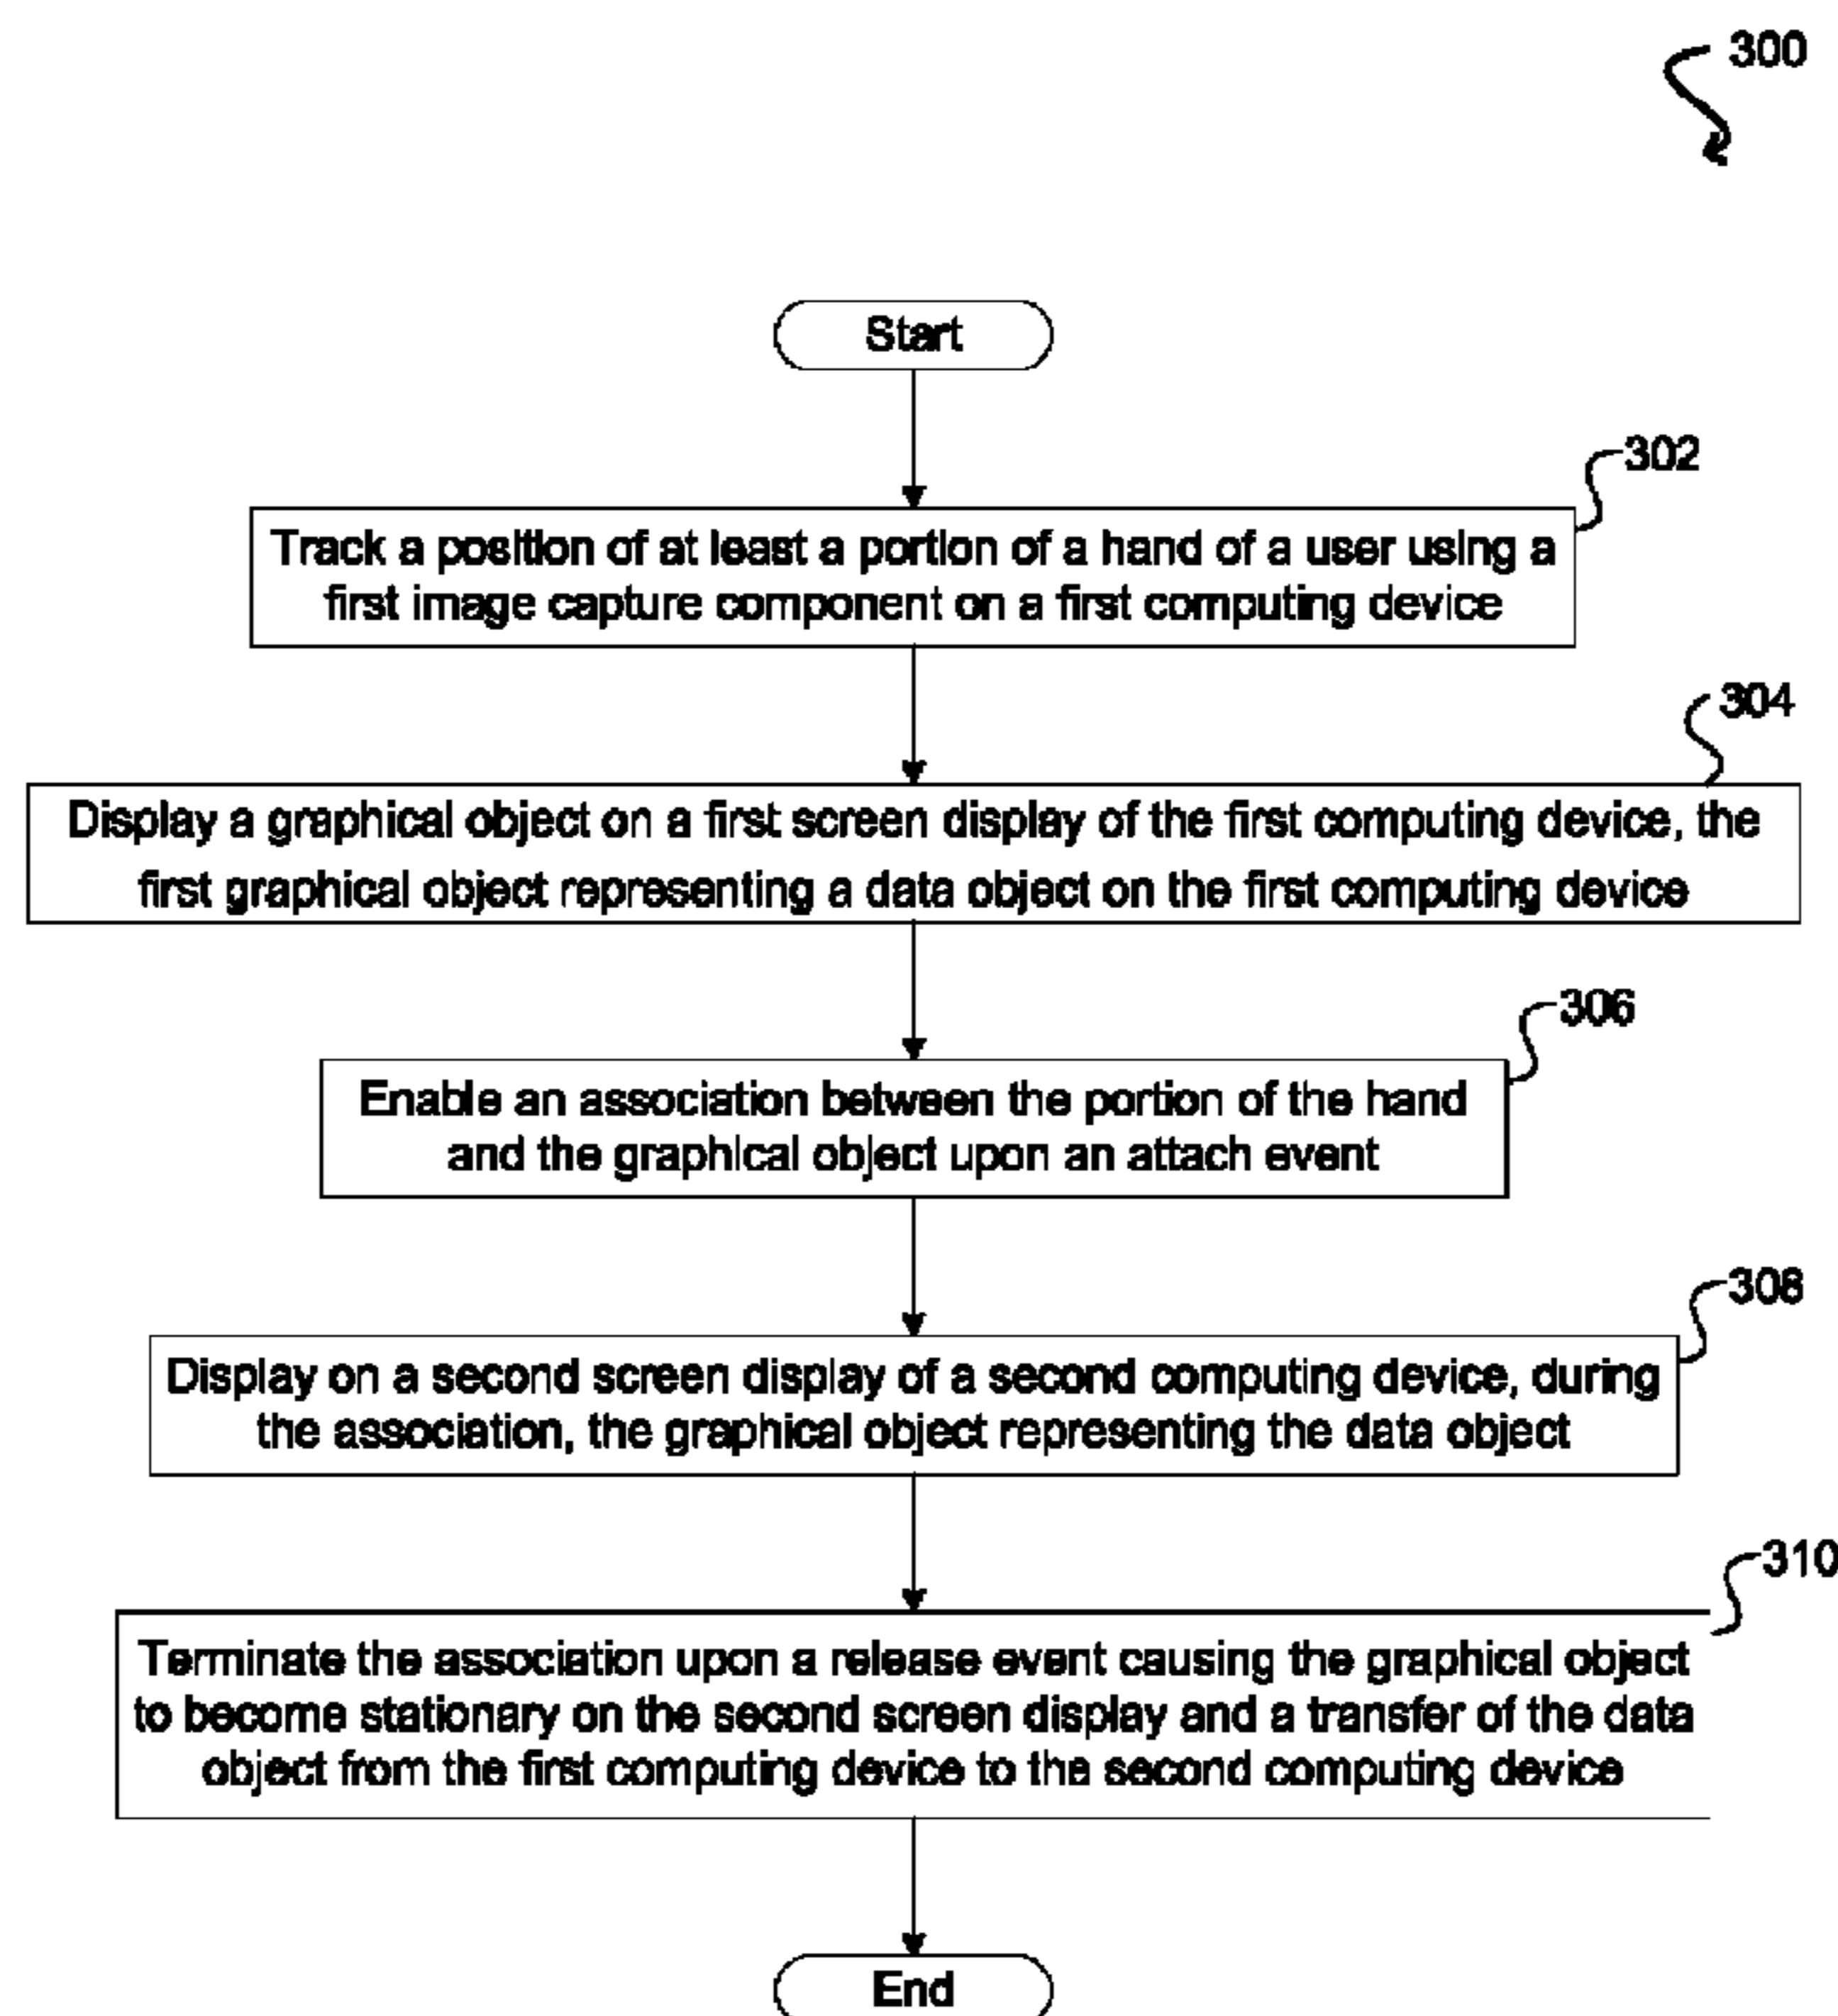 300
Start
302
Track a position of at least a portion of a hand of a user using a
first image capture component on a first computing device
304
Display a graphical object on a first screen display of the first computing device, the
first graphical object representing a data object on the first computing device
306
Enable an association between the portion of the hand
and the graphical object upon an attach event
308
Display on a second screen display of a second computing device, during
the association, the graphical object representing the data object
310
Terminate the association upon a release event causing the graphical object
to become stationary on the second screen display and a transfer of the data
object from the first computing device to the second computing device
End